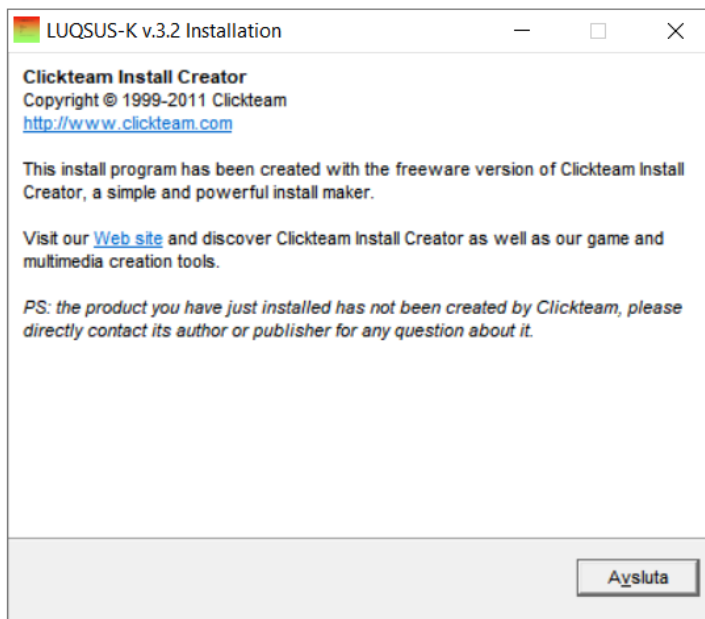 LUQSUS-K v.3.2 Installation
Clickteam Install Creator
Copyright © 1999-2011 Clickteam
http://www.clickteam.com
This install program has been created with the freeware version of Clickteam Install
Creator, a simple and powerful install maker.
Visit our Web site and discover Clickteam Install Creator as well as our game and
multimedia creation tools.
PS: the product you have just installed has not been created by Clickteam, please
directly contact its author or publisher for any question about it.
Avsluta